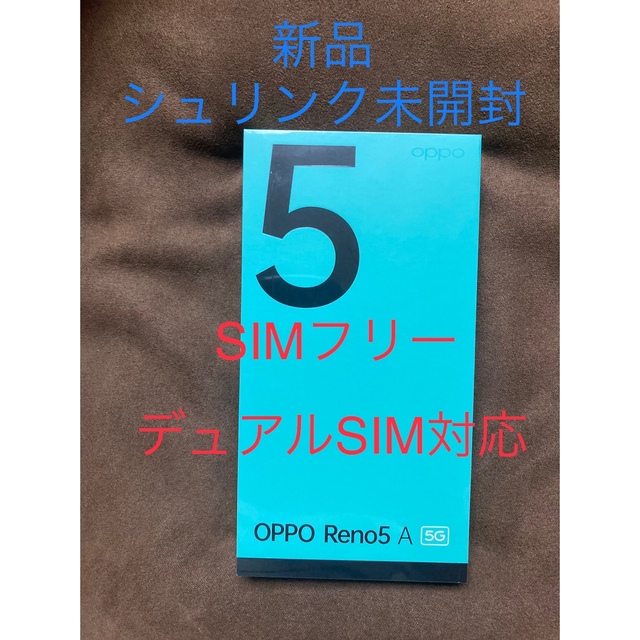 新品
シュリンク未開封
oppo
5
SIMフリー
デュアルSIM対応
OPPO Reno5 A 5G